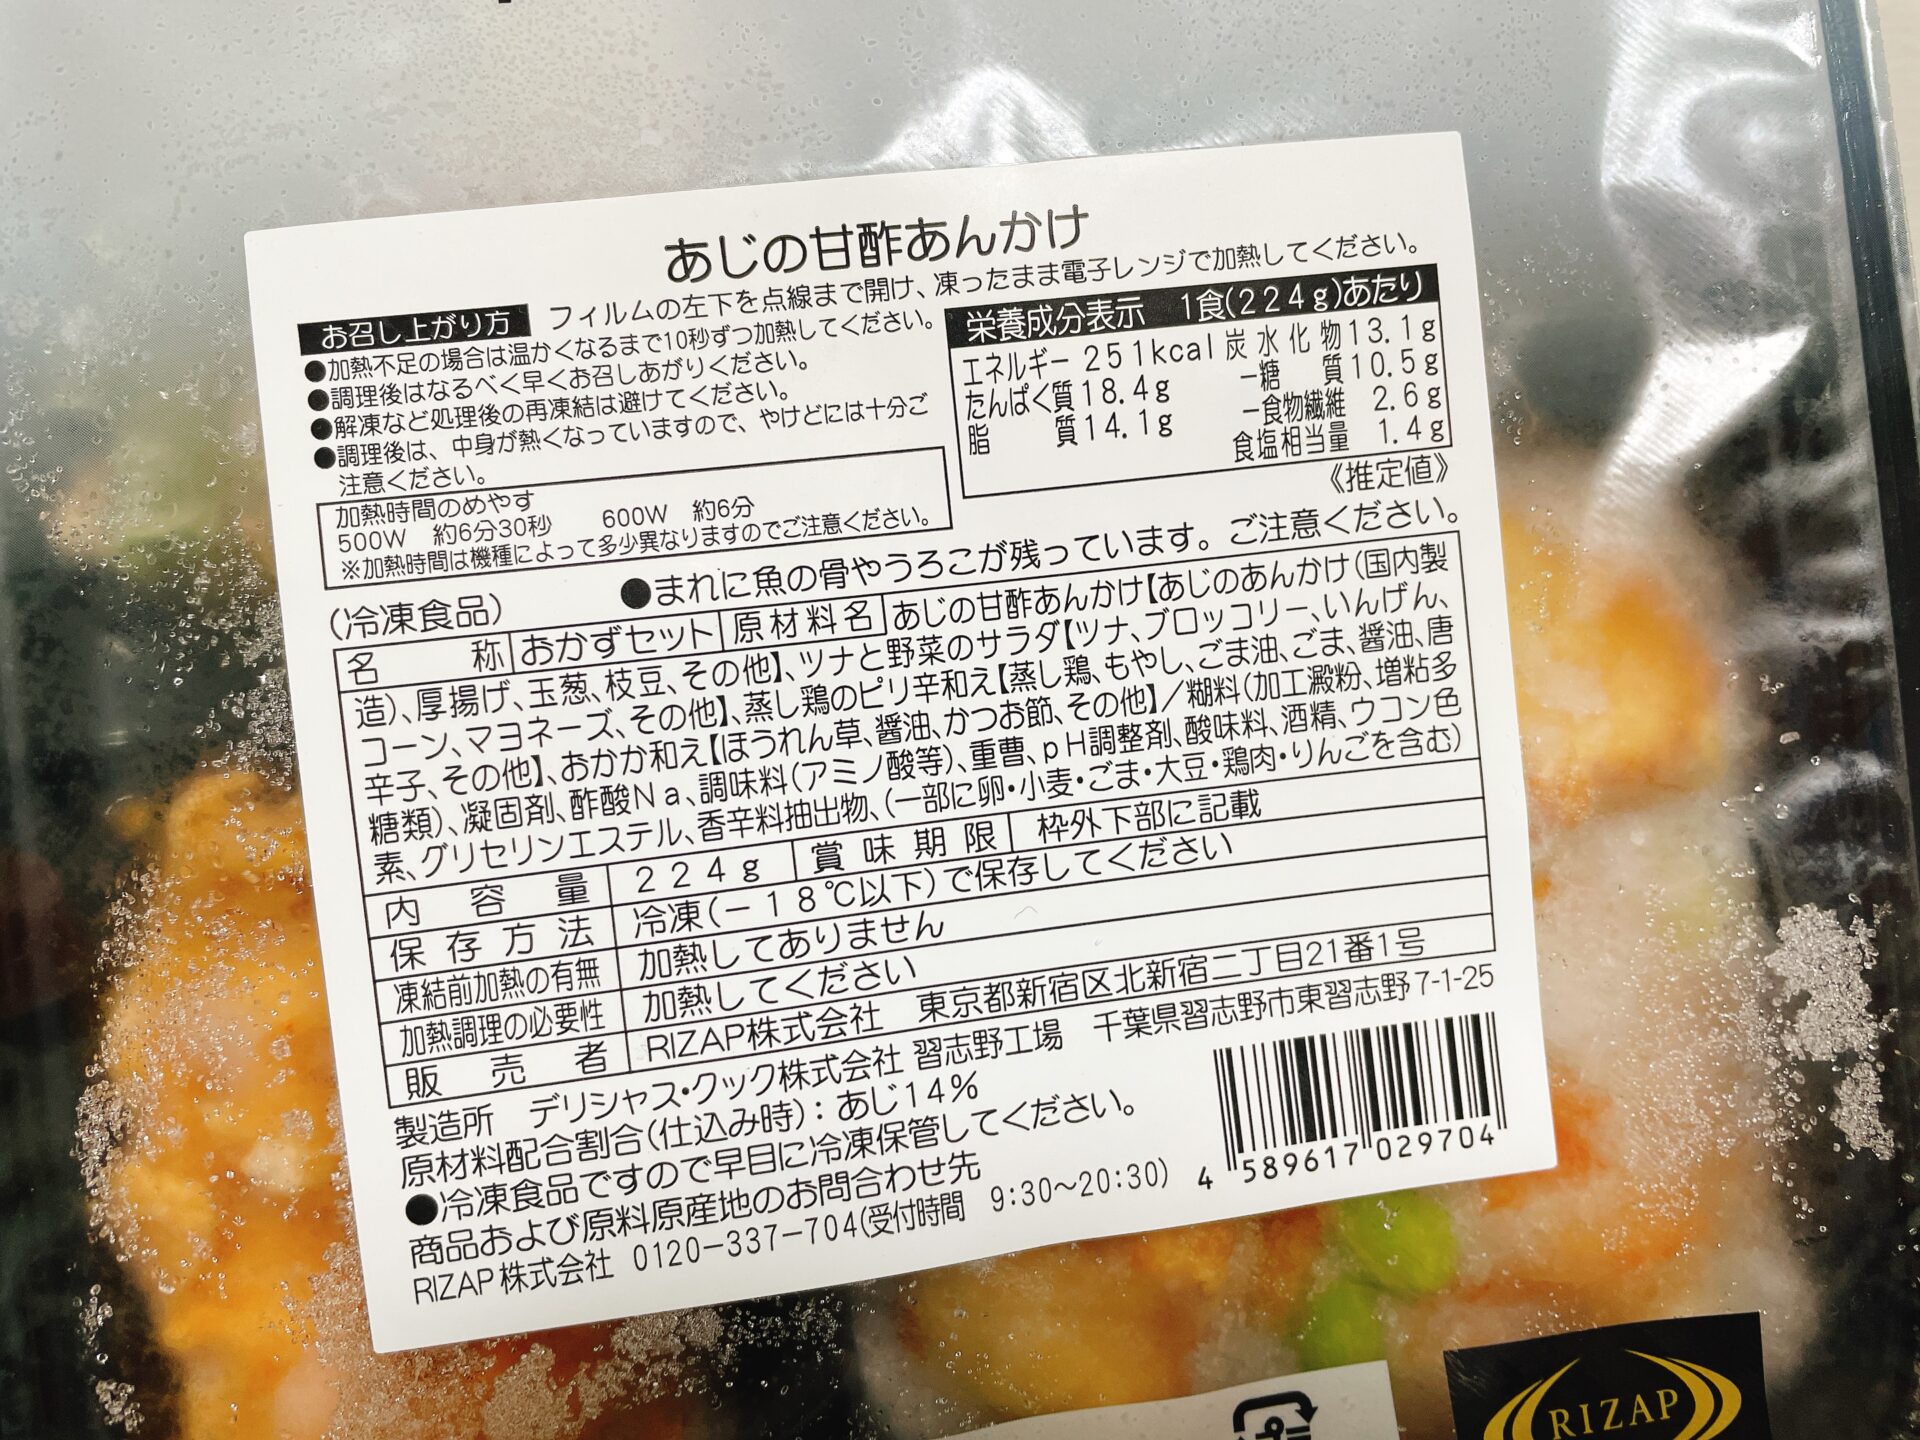 あじの甘酢あんかけ
お召し上がり方 フィルムの左下を点線まで開け、凍ったまま電子レンジで加熱してください。
●加熱不足の場合は温かくなるまで10秒ずつ加熱してください。
●調理後はなるべく早くお召しあがりください。
●解凍など処理後の再凍結は避けてください。
●調理後は、中身が熱くなっていますので、やけどには十分ご
注意ください。
加熱時間のめやす
500W 約6分30秒 600W 約6分
※加熱時間は機種によって多少異なりますのでご注意ください。
栄養成分表示 1食(224g)あたり
エネルギー 251kcal 炭水化物13.1g
たんぱく質18.4g −糖質10.5g
脂質14.1g −食物繊維 2.6g
食塩相当量 1.4g
《推定値》
●まれに魚の骨やうろこが残っています。ご注意ください。
(冷凍食品)
名称 おかずセット 原材料名 あじの甘酢あんかけ【あじのあんかけ(国内製
造)、厚揚げ、玉葱、枝豆、その他】、ツナと野菜のサラダ【ツナ、ブロッコリー、いんげん、
コーン、マヨネーズ、その他】、蒸し鶏のピリ辛和え【蒸し鶏、もやし、ごま油、ごま、醤油、唐
辛子、その他】、おかか和え【ほうれん草、醤油、かつお節、その他】/糊料(加工澱粉、増粘多
糖類)、凝固剤、酢酸Na、調味料(アミノ酸等)、重曹、pH調整剤、酸味料、酒精、ウコン色
素、グリセリンエステル、香辛料抽出物、(一部に卵・小麦・ごま・大豆・鶏肉・りんごを含む)
内容量 224g 賞味期限 枠外下部に記載
保存方法 冷凍(−18℃以下)で保存してください
凍結前加熱の有無 加熱してありません
加熱調理の必要性 加熱してください
販売者 RIZAP株式会社 東京都新宿区北新宿二丁目21番1号
製造所 デリシャス・クック株式会社 習志野工場 千葉県習志野市東習志野7-1-25
原材料配合割合(仕込み時):あじ14%
●冷凍食品ですので早目に冷凍保管してください。
商品および原料原産地のお問合わせ先
RIZAP株式会社 0120−337−704(受付時間 9:30〜20:30)
4 589617 029704
RIZAP